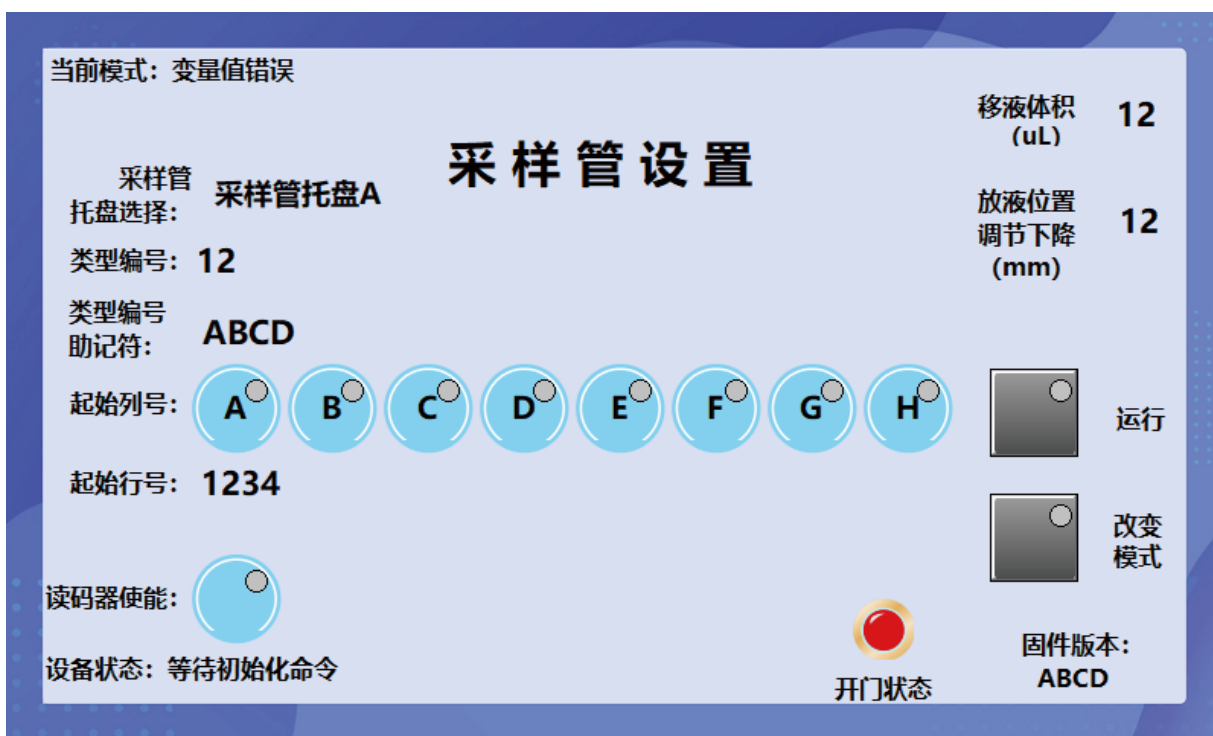 当前模式：变量值错误
移液体积
(uL)
12
采样管设置
采样管
托盘选择：
采样管托盘A
放液位置
调节下降
(mm)
12
类型编号：
12
类型编号
助记符：
ABCD
起始列号：
A
B
C
D
E
F
G
H
运行
起始行号：
1234
改变
模式
读码器使能：
设备状态：等待初始化命令
开门状态
固件版本：
ABCD